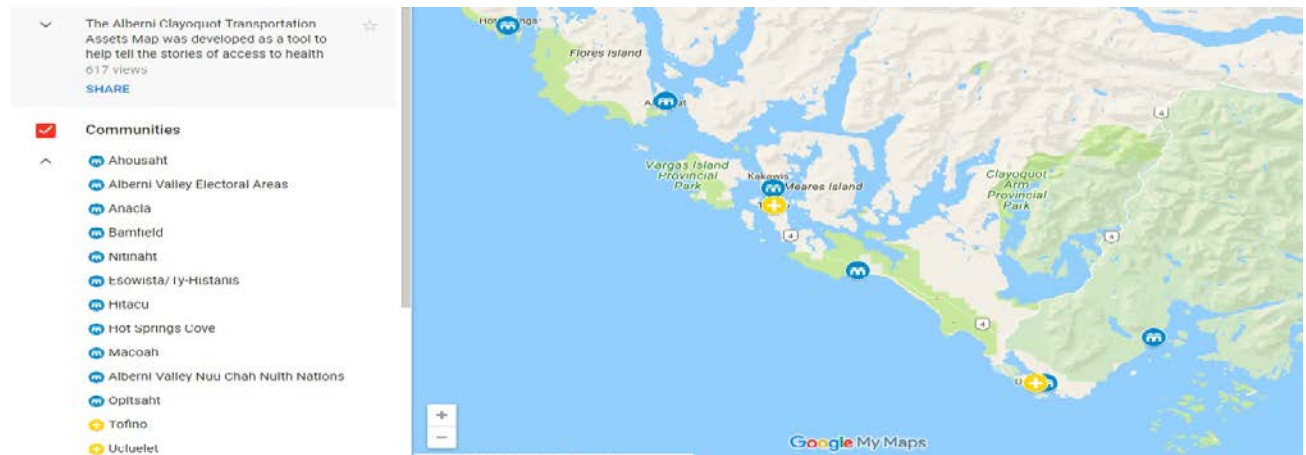 The Alberni Clayoquot Transportation
Assets Map was developed as a tool to
help tell the stories of access to health
617 views
SHARE
Communities
Ahousaht
Alberni Valley Electoral Areas
Anacla
Bamfield
Nitinaht
Esowista/Ty-Histanis
Hitacu
Hot Springs Cove
Macoah
Alberni Valley Nuu Chah Nulth Nations
Opitsaht
Tofino
Ucluelet
Flores Island
4
Vargas Island
Provincial
Park
Kakawis
Meares Island
Clayoquot
Arm
Provincial
Park
4
4
4
+
−
Google My Maps